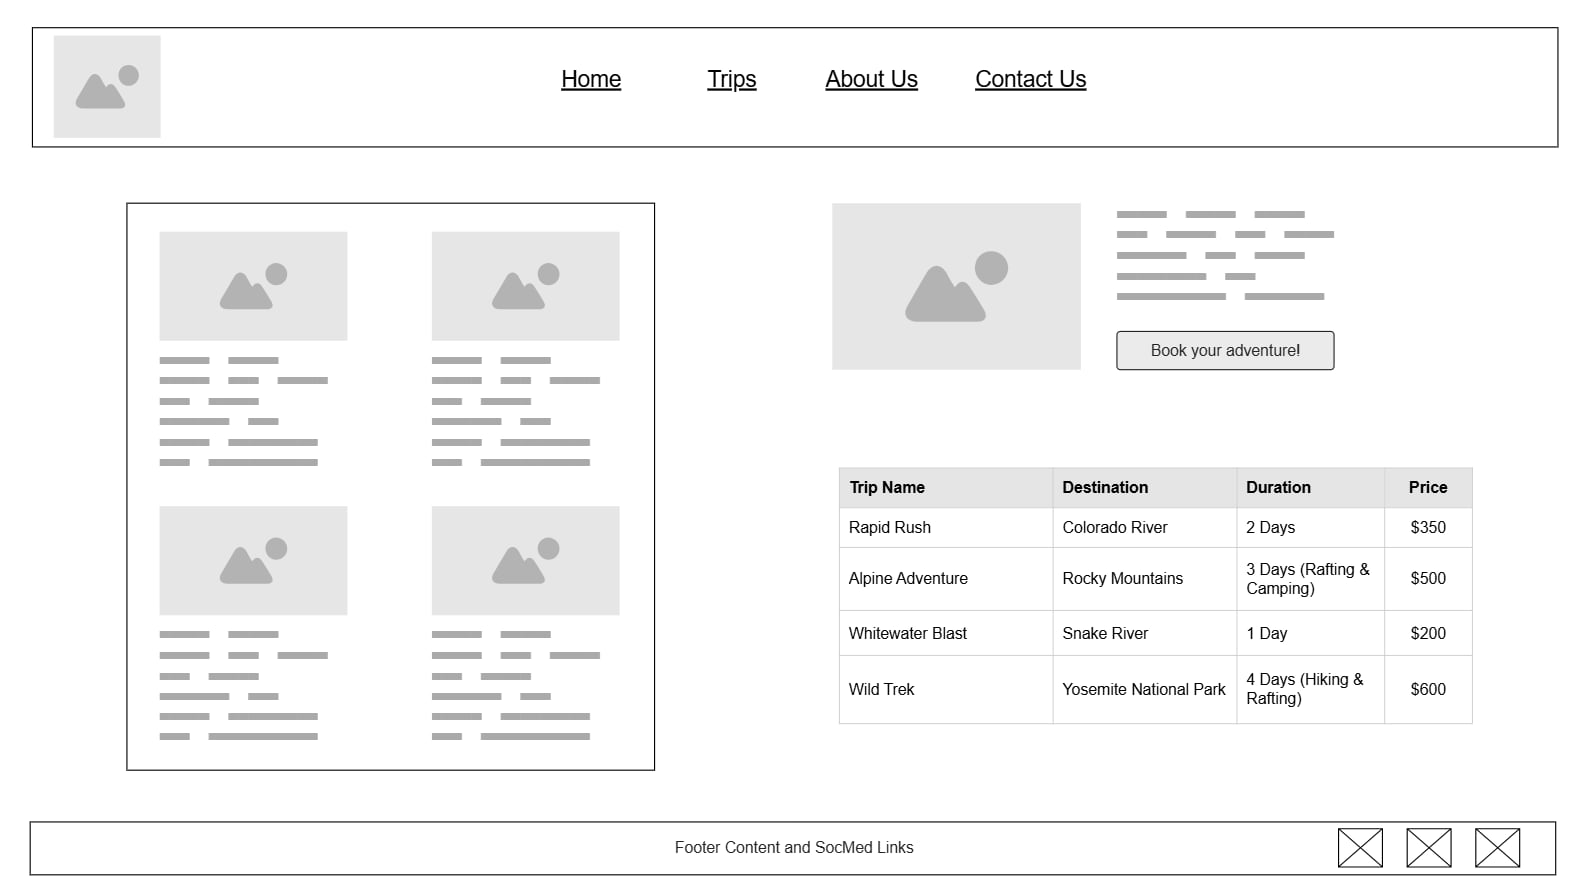 Home Trips About Us Contact Us
Book your adventure!
Trip Name Destination Duration Price
Rapid Rush Colorado River 2 Days $350
Alpine Adventure Rocky Mountains 3 Days (Rafting &
Camping) $500
Whitewater Blast Snake River 1 Day $200
Wild Trek Yosemite National Park 4 Days (Hiking &
Rafting) $600
Footer Content and SocMed Links